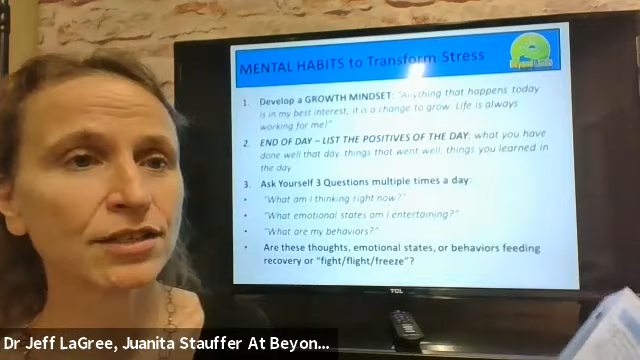 MENTAL HABITS to Transform Stress
1. Develop a GROWTH MINDSET: "Anything that happens today
is in my best interest, it is a change to grow. Life is always
working for me!"
2. END OF DAY – LIST THE POSITIVES OF THE DAY: what you have
done well that day, things that went well, things you learned in
the day
3. Ask Yourself 3 Questions multiple times a day:
• "What am I thinking right now?"
• "What emotional states am I entertaining?"
• "What are my behaviors?"
• Are these thoughts, emotional states, or behaviors feeding
recovery or "fight/flight/freeze"?
TCL
Dr Jeff LaGree, Juanita Stauffer At Beyon...